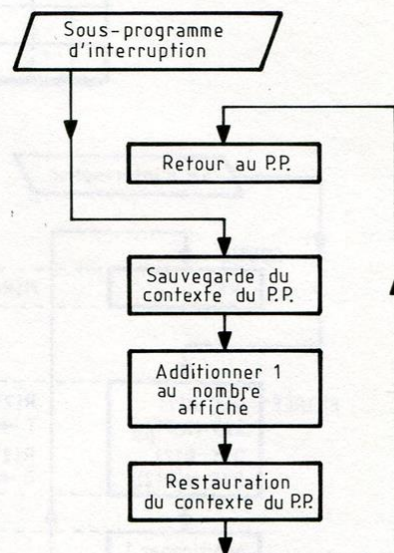 Sous-programme
d'interruption
Retour au P.P.
Sauvegarde du
contexte du P.P.
Additionner 1
au nombre
affiché
Restauration
du contexte du P.P.